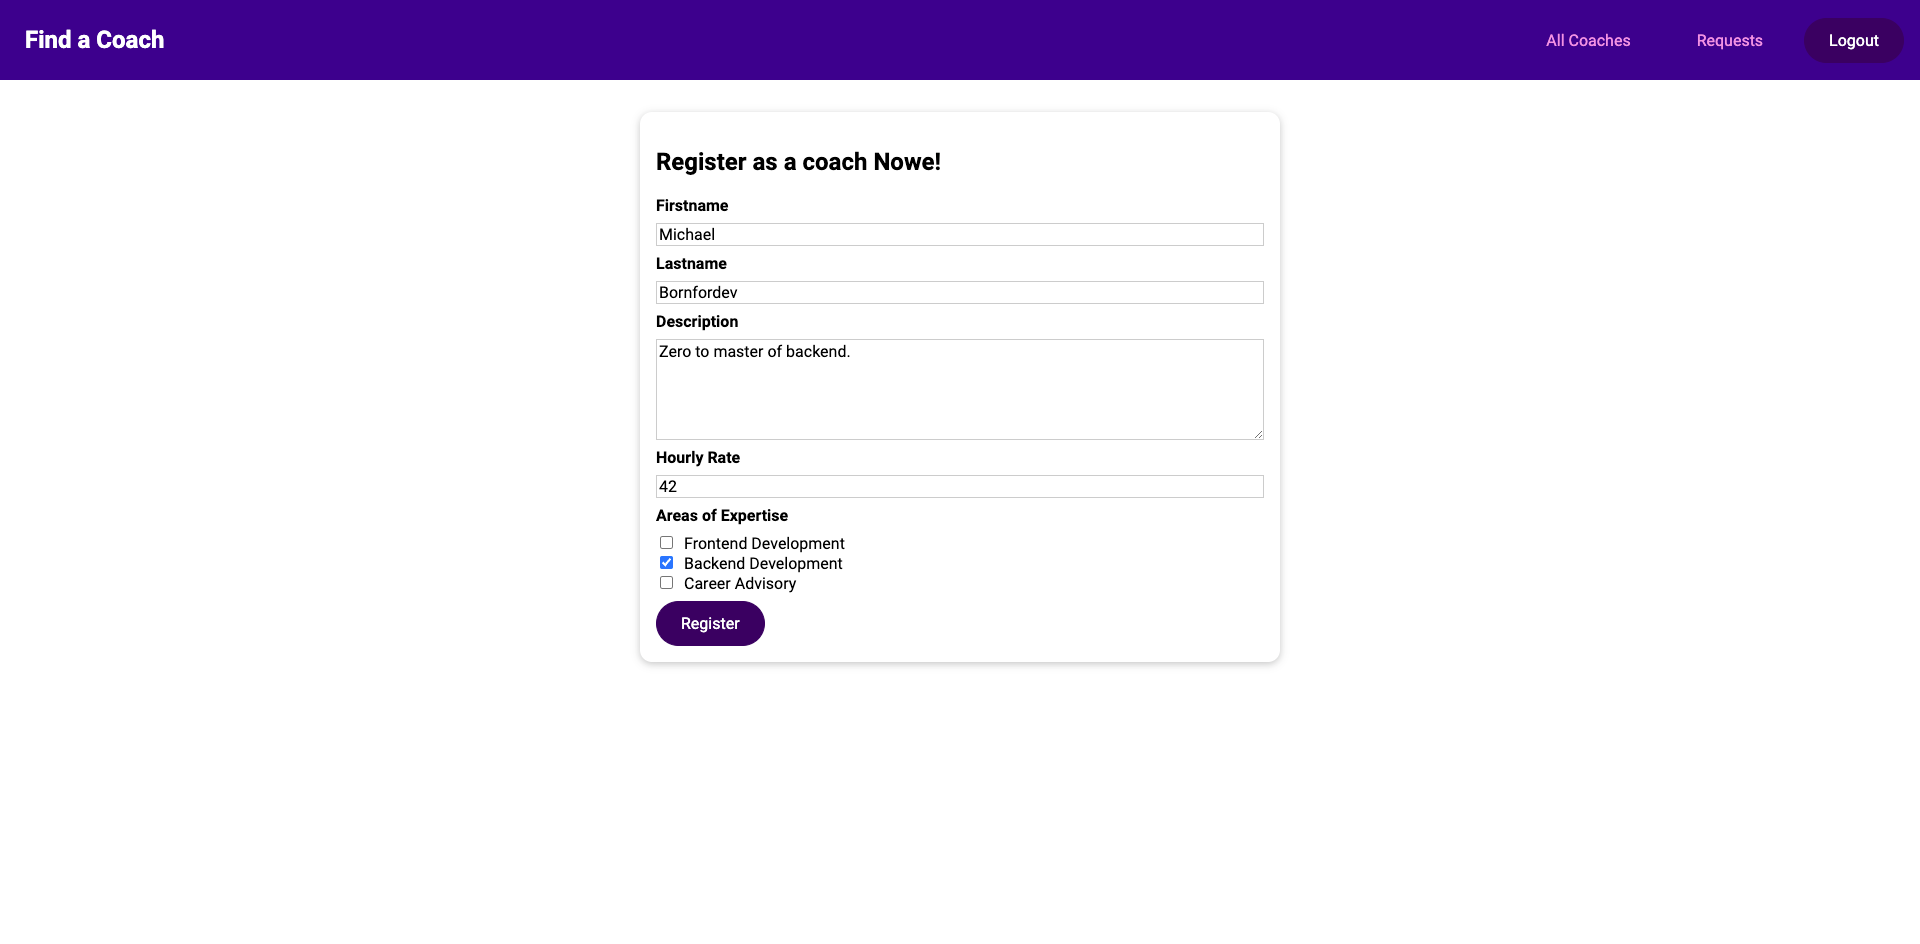 Find a Coach
All Coaches
Requests
Logout
Register as a coach Nowe!
Firstname
Michael
Lastname
Bornfordev
Description
Zero to master of backend.
Hourly Rate
42
Areas of Expertise
Frontend Development
Backend Development
Career Advisory
Register